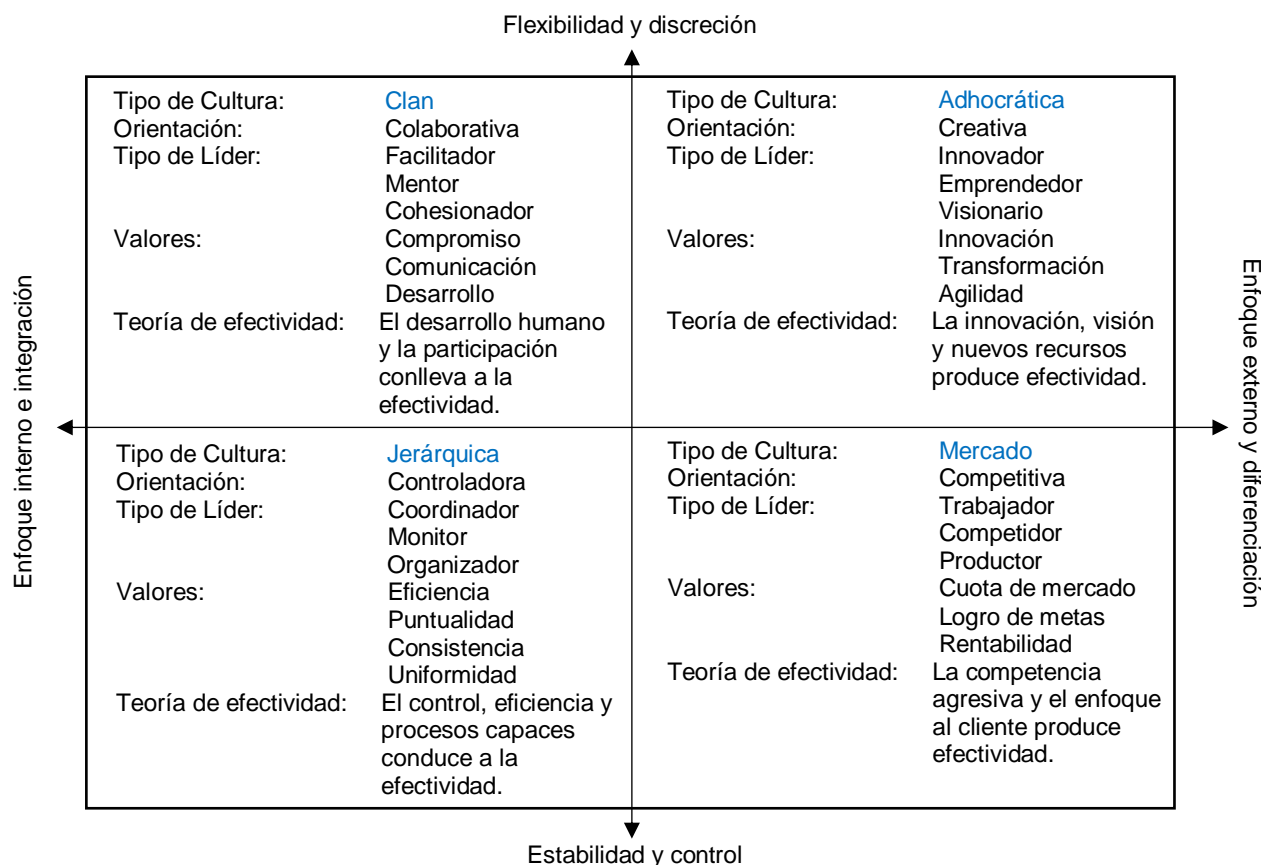 Flexibilidad y discreción
Tipo de Cultura: Clan
Orientación: Colaborativa
Tipo de Líder: Facilitador
Mentor
Cohesionador
Valores: Compromiso
Comunicación
Desarrollo
Teoría de efectividad: El desarrollo humano
y la participación
conlleva a la
efectividad.
Tipo de Cultura: Adhocrática
Orientación: Creativa
Tipo de Líder: Innovador
Emprendedor
Visionario
Valores: Innovación
Transformación
Agilidad
Teoría de efectividad: La innovación, visión
y nuevos recursos
produce efectividad.
Enfoque interno e integración
Enfoque externo y diferenciación
Tipo de Cultura: Jerárquica
Orientación: Controladora
Tipo de Líder: Coordinador
Monitor
Organizador
Valores: Eficiencia
Puntualidad
Consistencia
Uniformidad
Teoría de efectividad: El control, eficiencia y
procesos capaces
conduce a la
efectividad.
Tipo de Cultura: Mercado
Orientación: Competitiva
Tipo de Líder: Trabajador
Competidor
Productor
Valores: Cuota de mercado
Logro de metas
Rentabilidad
Teoría de efectividad: La competencia
agresiva y el enfoque
al cliente produce
efectividad.
Estabilidad y control